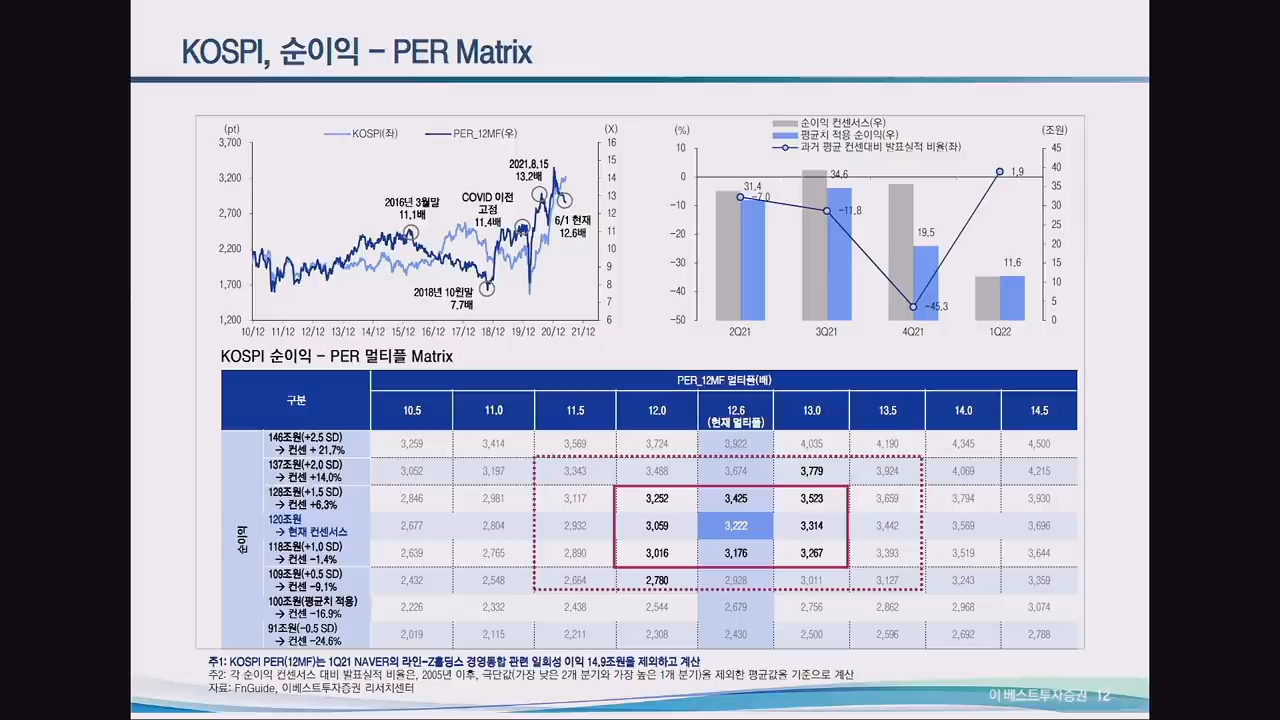 KOSPI, 순이익 – PER Matrix
(pt)
KOSPI(좌)
PER_12MF(우)
(X)
3,700
3,200
2,700
2,200
1,700
1,200
16
15
14
13
12
11
10
9
8
7
6
2021.8.15
13.2배
2016년 3월말
11.1배
COVID 이전
고점
11.4배
6/1 현재
12.6배
2018년 10월말
7.7배
10/12 11/12 12/12 13/12 14/12 15/12 16/12 17/12 18/12 19/12 20/12 21/12
(%)
순이익 컨센서스(우)
평균치 적용 순이익(우)
과거 평균 컨센대비 발표실적 비율(좌)
(조원)
10
0
−10
−20
−30
−40
−50
45
40
35
30
25
20
15
10
5
0
31.4
−7.0
34.6
−11.8
19.5
−45.3
11.6
1.9
2Q21 3Q21 4Q21 1Q22
KOSPI 순이익 – PER 멀티플 Matrix
구분
PER_12MF 멀티플(배)
10.5 11.0 11.5 12.0 12.6 13.0 13.5 14.0 14.5
(현재 멀티플)
순이익
146조원(+2.5 SD)
→ 컨센 + 21.7%
3,259 3,414 3,569 3,724 3,922 4,035 4,190 4,345 4,500
137조원(+2.0 SD)
→ 컨센 +14.0%
3,052 3,197 3,343 3,488 3,674 3,779 3,924 4,069 4,215
128조원(+1.5 SD)
→ 컨센 +6.3%
2,846 2,981 3,117 3,252 3,425 3,523 3,659 3,794 3,930
120조원
→ 현재 컨센서스
2,677 2,804 2,932 3,059 3,222 3,314 3,442 3,569 3,696
118조원(+1.0 SD)
→ 컨센 −1.4%
2,639 2,765 2,890 3,016 3,176 3,267 3,393 3,519 3,644
109조원(+0.5 SD)
→ 컨센 −9.1%
2,432 2,548 2,664 2,780 2,928 3,011 3,127 3,243 3,359
100조원(평균치 적용)
→ 컨센 −16.9%
2,226 2,332 2,438 2,544 2,679 2,756 2,862 2,968 3,074
91조원(−0.5 SD)
→ 컨센 −24.6%
2,019 2,115 2,211 2,308 2,430 2,500 2,596 2,692 2,788
주1: KOSPI PER(12MF)는 1Q21 NAVER의 라인-Z홀딩스 경영통합 관련 일회성 이익 14.9조원을 제외하고 계산
주2: 각 순이익 컨센서스 대비 발표실적 비율은, 2005년 이후, 극단값(가장 낮은 2개 분기와 가장 높은 1개 분기)을 제외한 평균값을 기준으로 계산
자료: FnGuide, 이베스트투자증권 리서치센터
이베스트투자증권 12